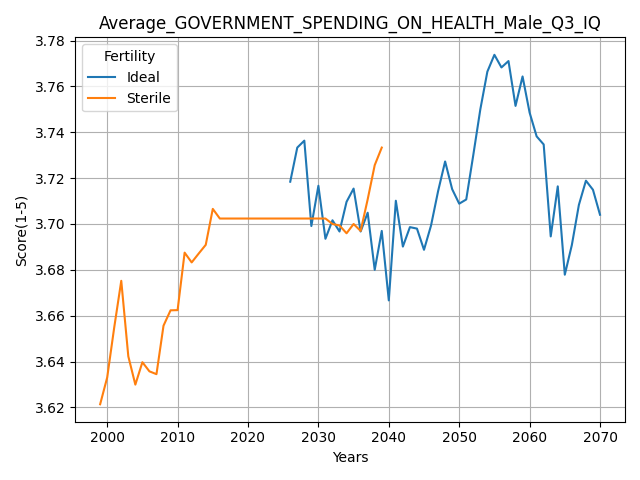 Average_GOVERNMENT_SPENDING_ON_HEALTH_Male_Q3_IQ
Fertility
Ideal
Sterile
Score(1-5)
3.78
3.76
3.74
3.72
3.70
3.68
3.66
3.64
3.62
2000 2010 2020 2030 2040 2050 2060 2070
Years